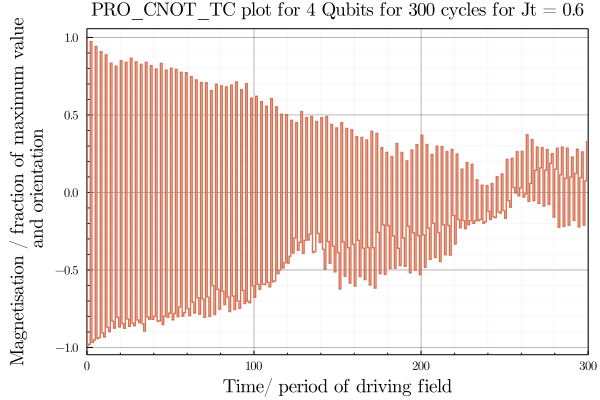 PRO_CNOT_TC plot for 4 Qubits for 300 cycles for Jt = 0.6
Magnetisation / fraction of maximum value
and orientation
1.0
0.5
0.0
−0.5
−1.0
0
100
200
300
Time/ period of driving field